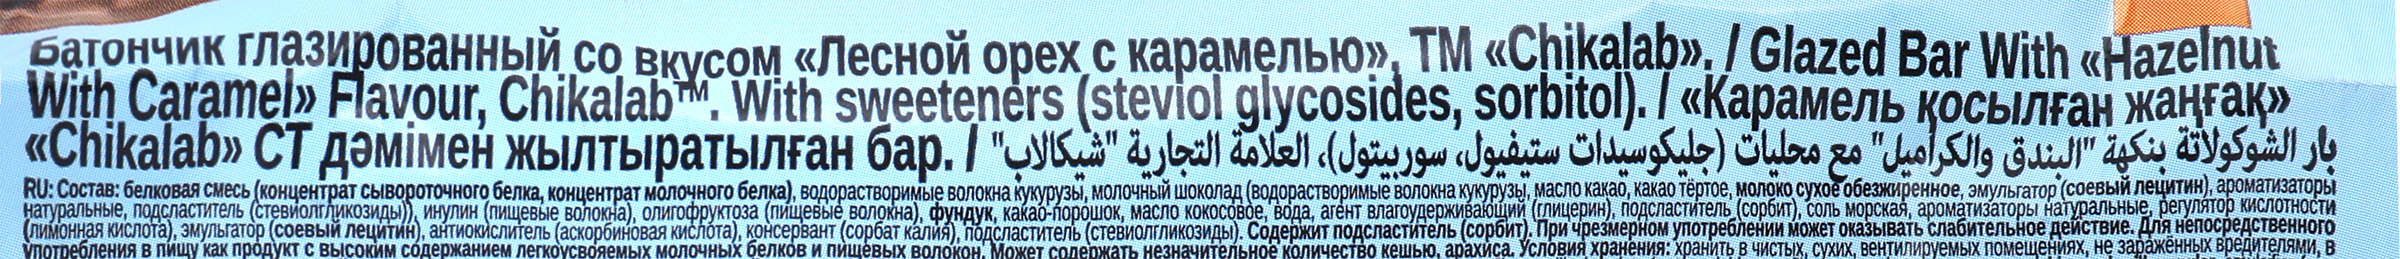 Батончик глазированный со вкусом «Лесной орех с карамелью», ТМ «Chikalab». / Glazed Bar With «Hazelnut
With Caramel» Flavour, Chikalab™. With sweeteners (steviol glycosides, sorbitol). / «Карамель қосылған жаңғақ»
«Chikalab» СТ дәмімен жылтыратылған бар. / بار الشوكولاتة بنكهة "البندق والكراميل" مع محليات (جليكوسيدات ستيفيول، سوربيتول)، العلامة التجارية "شيكالاب"
RU: Состав: белковая смесь (концентрат сывороточного белка, концентрат молочного белка), водорастворимые волокна кукурузы, молочный шоколад (водорастворимые волокна кукурузы, масло какао, какао тёртое, молоко сухое обезжиренное, эмульгатор (соевый лецитин), ароматизаторы
натуральные, подсластитель (стевиолгликозиды)), инулин (пищевые волокна), олигофруктоза (пищевые волокна), фундук, какао-порошок, масло кокосовое, вода, агент влагоудерживающий (глицерин), подсластитель (сорбит), соль морская, ароматизаторы натуральные, регулятор кислотности
(лимонная кислота), эмульгатор (соевый лецитин), антиокислитель (аскорбиновая кислота), консервант (сорбат калия), подсластитель (стевиолгликозиды). Содержит подсластитель (сорбит). При чрезмерном употреблении может оказывать слабительное действие. Для непосредственного
употребления в пищу как продукт с высоким содержанием легкоусвояемых молочных белков и пищевых волокон. Может содержать незначительное количество кешью, арахиса. Условия хранения: хранить в чистых, сухих, вентилируемых помещениях, не заражённых вредителями, в